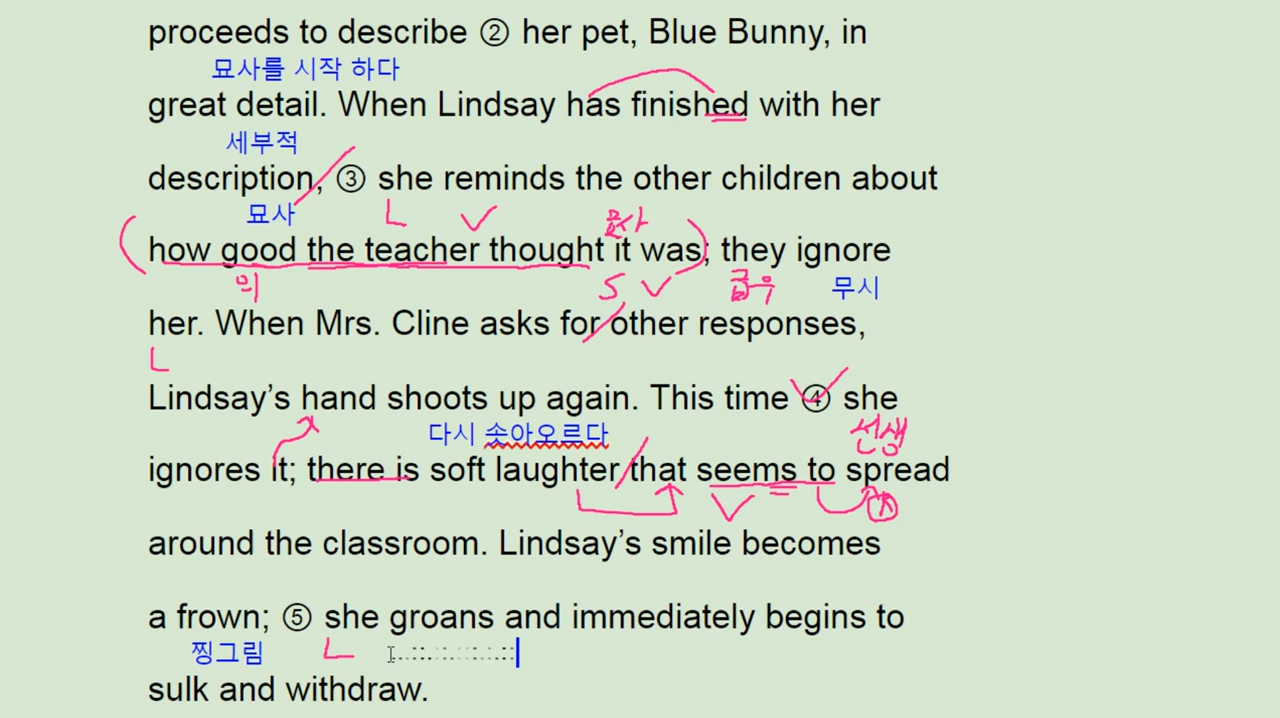 proceeds to describe ② her pet, Blue Bunny, in
묘사를 시작 하다
great detail. When Lindsay has finished with her
세부적
description, ③ she reminds the other children about
묘사 L V 묘사
how good the teacher thought it was; they ignore
의 S V 급우 무시
her. When Mrs. Cline asks for other responses,
L
Lindsay's hand shoots up again. This time ④ she
다시 솟아오르다 선생
ignores it; there is soft laughter that seems to spread
V
around the classroom. Lindsay's smile becomes
a frown; ⑤ she groans and immediately begins to
찡그림 L
sulk and withdraw.